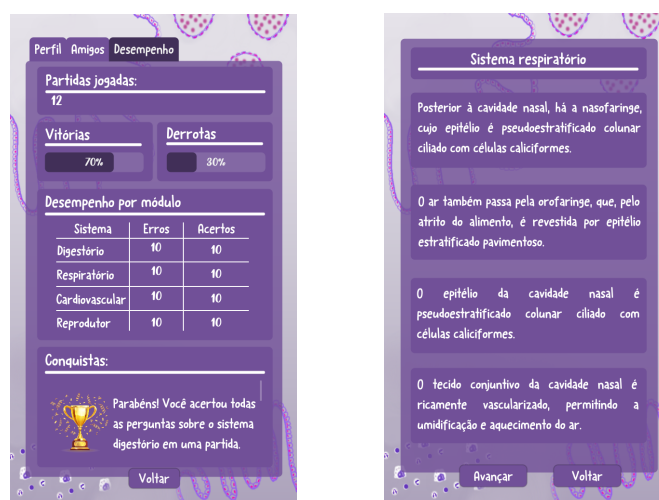 Perfil Amigos Desempenho
Partidas jogadas:
12
Vitórias
70%
Derrotas
30%
Desempenho por módulo
Sistema Erros Acertos
Digestório 10 10
Respiratório 10 10
Cardiovascular 10 10
Reprodutor 10 10
Conquistas:
Parabéns! Você acertou todas
as perguntas sobre o sistema
digestório em uma partida.
Voltar
Sistema respiratório
Posterior à cavidade nasal, há a nasofaringe,
cujo epitélio é pseudoestratificado colunar
ciliado com células caliciformes.
O ar também passa pela orofaringe, que, pelo
atrito do alimento, é revestida por epitélio
estratificado pavimentoso.
O epitélio da cavidade nasal é
pseudoestratificado colunar ciliado com
células caliciformes.
O tecido conjuntivo da cavidade nasal é
ricamente vascularizado, permitindo a
umidificação e aquecimento do ar.
Avançar Voltar